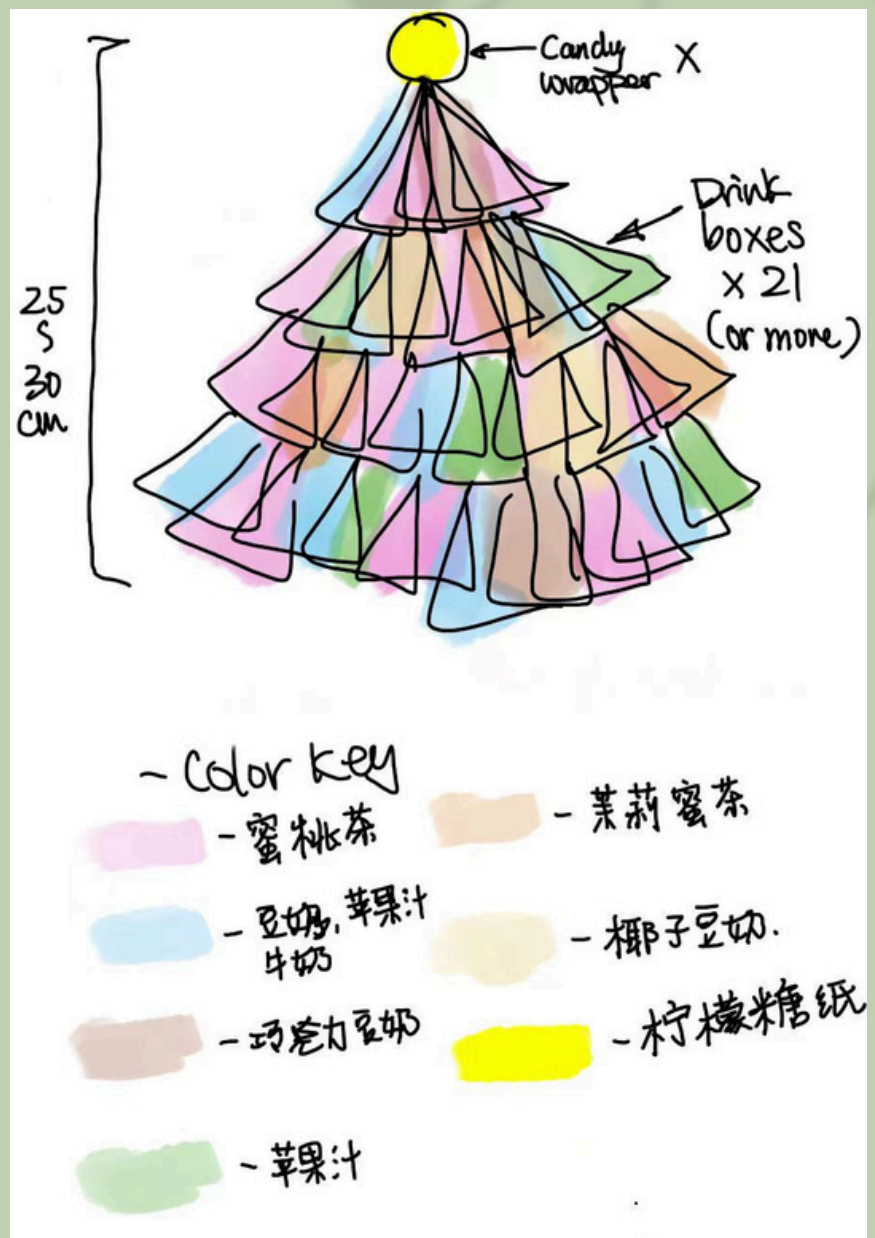 Candy
wrapper X
Drink
boxes
x 21
(or more)
25
S
30
cm
~ Color Key
- 蜜桃茶
- 茉莉蜜茶
- 豆奶,苹果汁
牛奶
- 椰子豆奶.
- 巧克力豆奶
- 柠檬糖纸
- 苹果汁